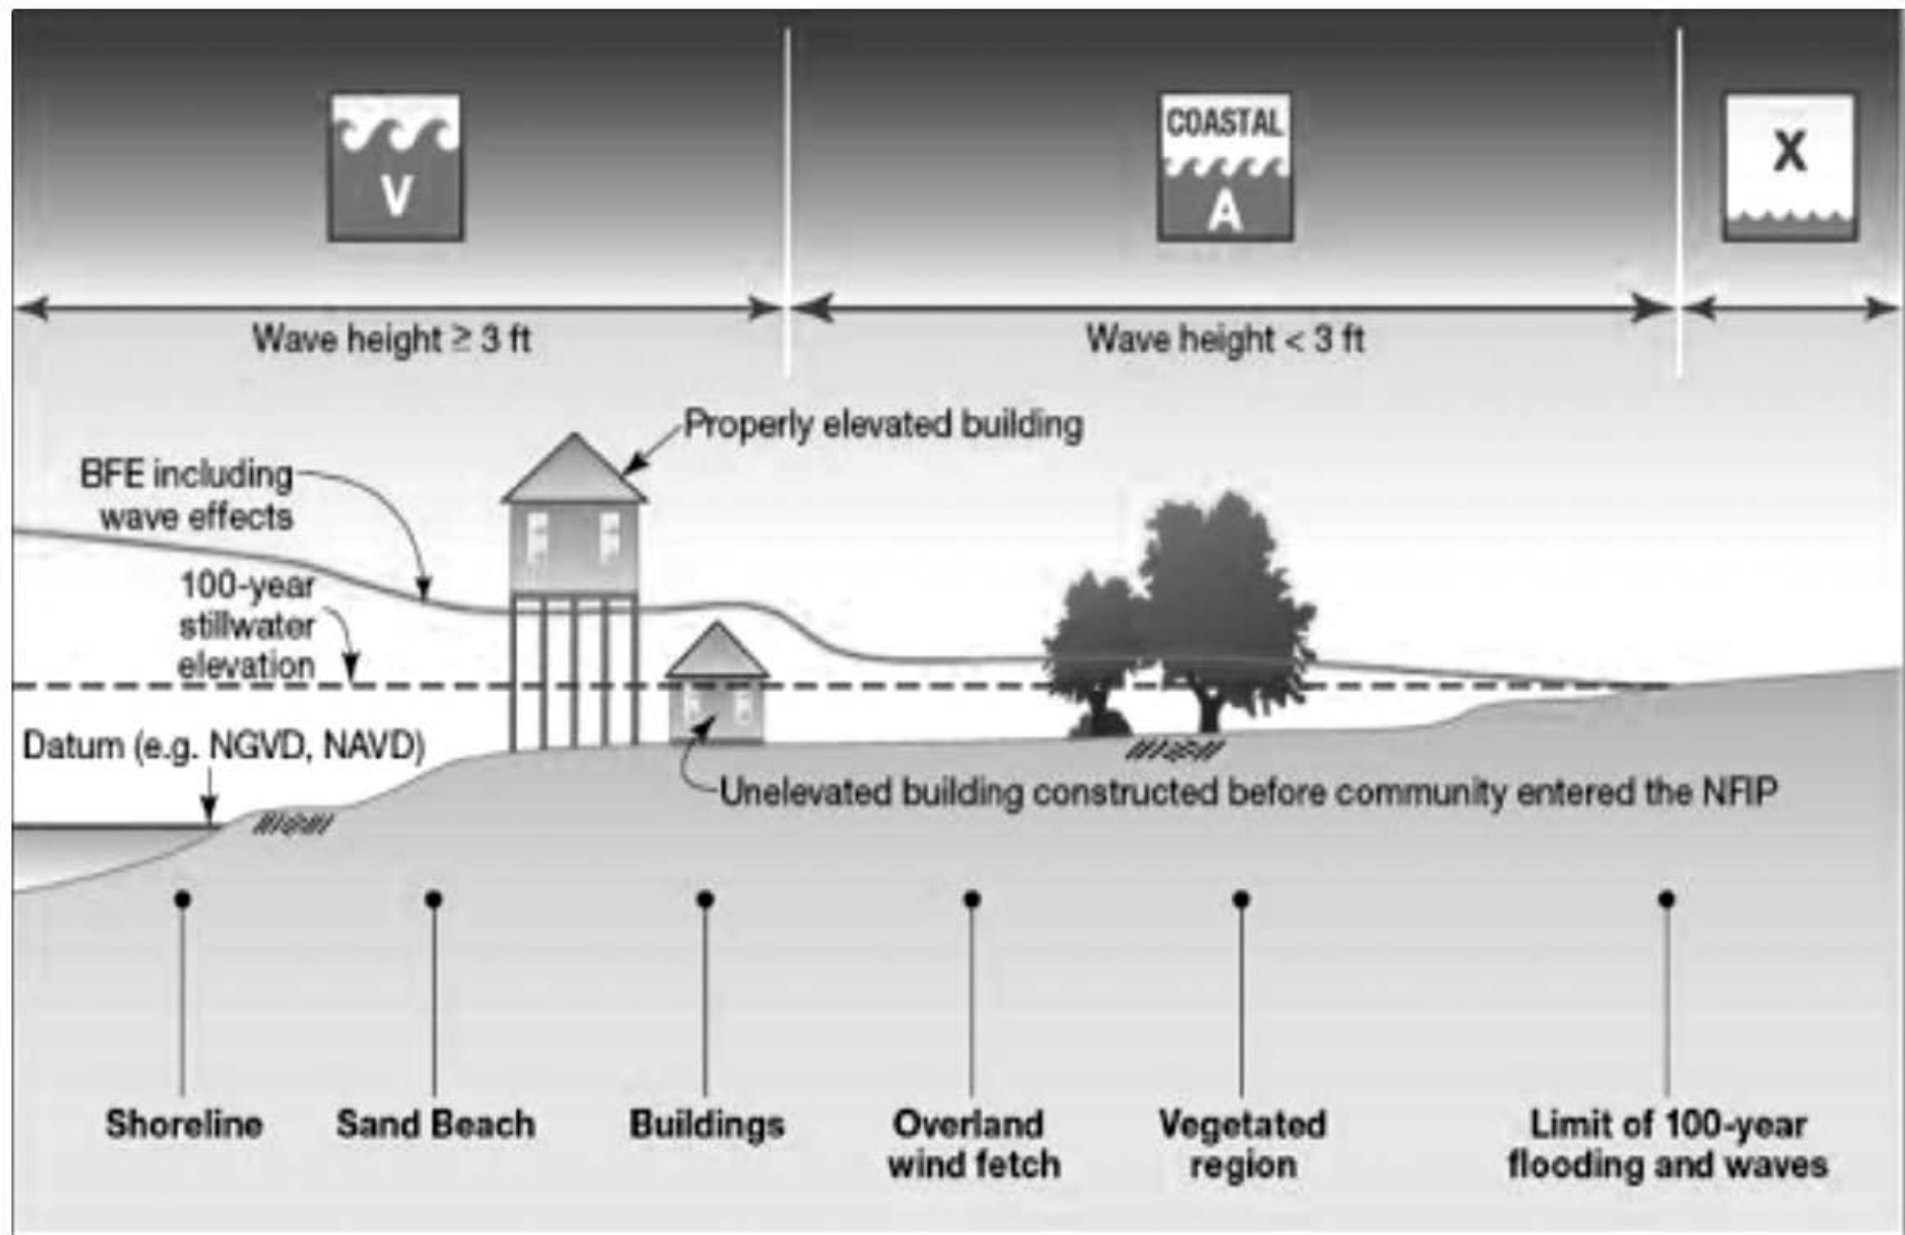 V
COASTAL
A
X
Wave height ≥ 3 ft
Wave height < 3 ft
Properly elevated building
BFE including
wave effects
100-year
stillwater
elevation
Datum (e.g. NGVD, NAVD)
Unelevated building constructed before community entered the NFIP
Shoreline
Sand Beach
Buildings
Overland
wind fetch
Vegetated
region
Limit of 100-year
flooding and waves